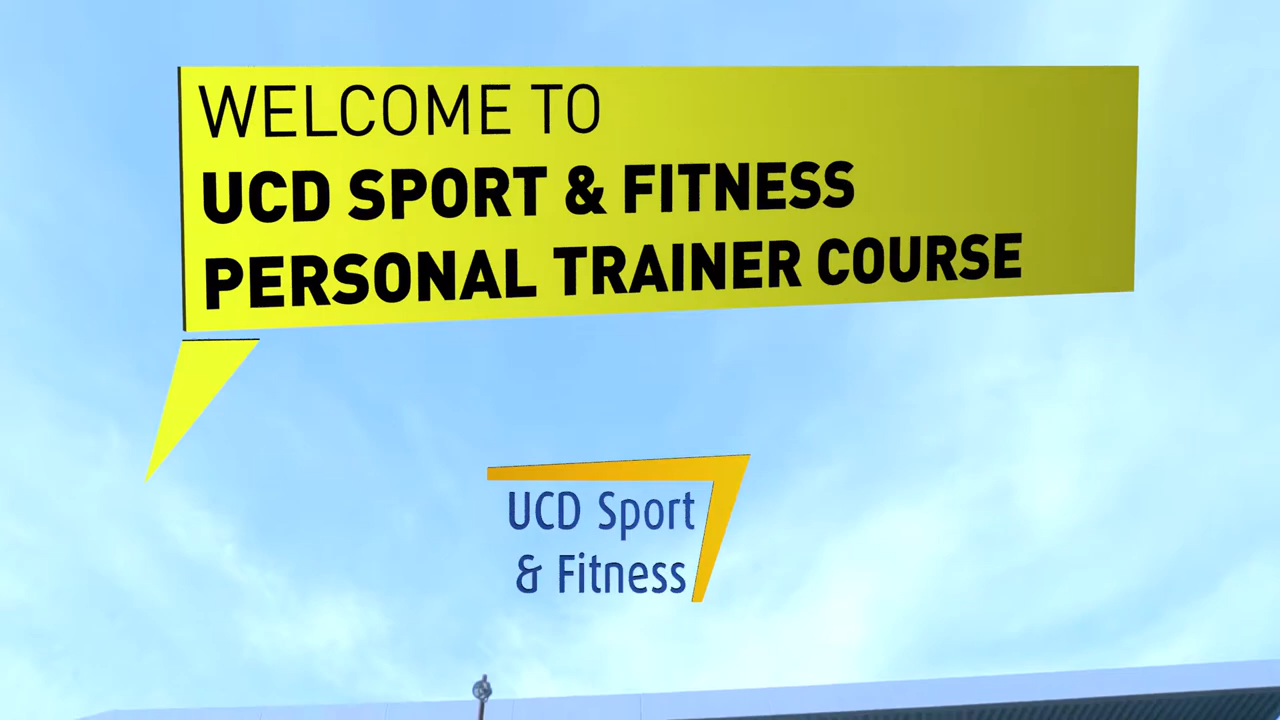 WELCOME TO
UCD SPORT & FITNESS
PERSONAL TRAINER COURSE
UCD Sport
& Fitness